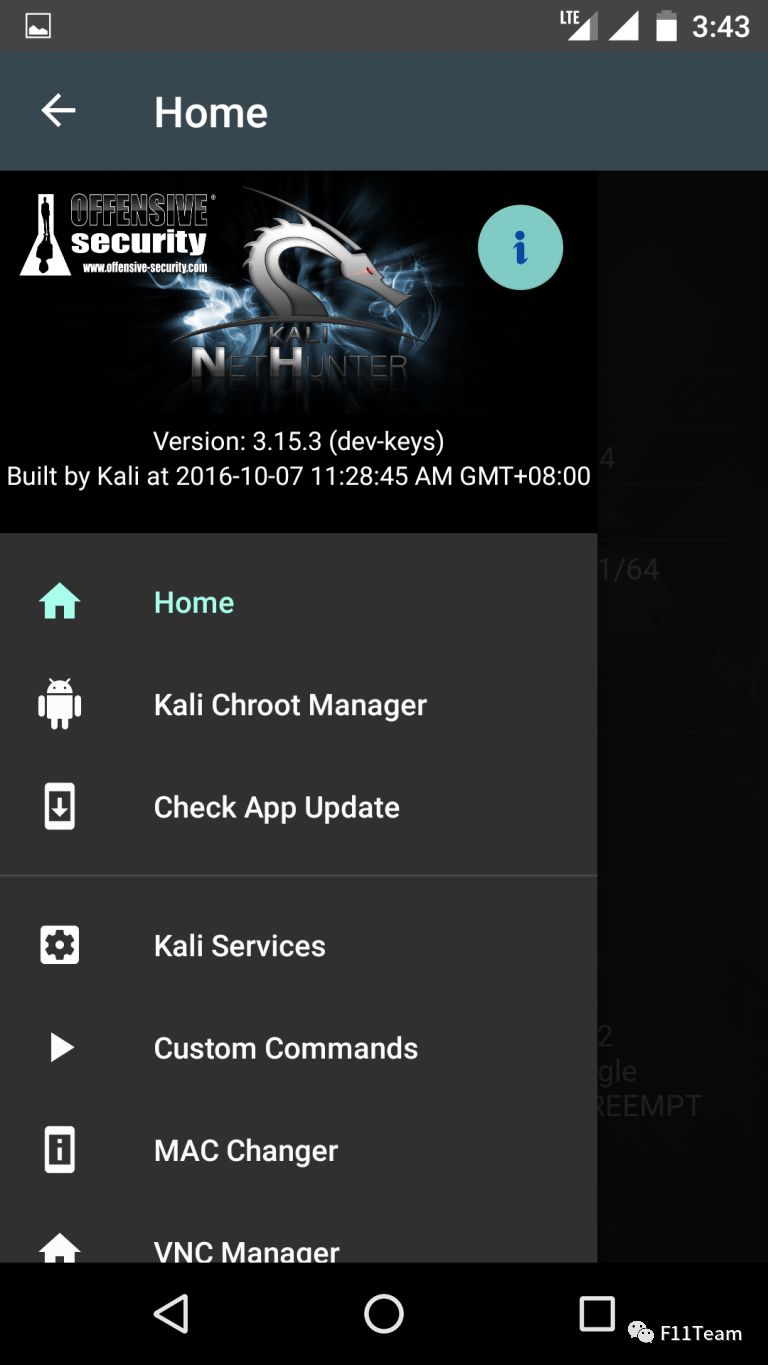 LTE 3:43
Home
OFFENSIVE®
security
www.offensive-security.com
i
KALI
NETHUNTER
Version: 3.15.3 (dev-keys)
Built by Kali at 2016-10-07 11:28:45 AM GMT+08:00
4
1/64
Home
Kali Chroot Manager
Check App Update
Kali Services
Custom Commands
2
gle
REEMPT
MAC Changer
VNC Manager
F11Team